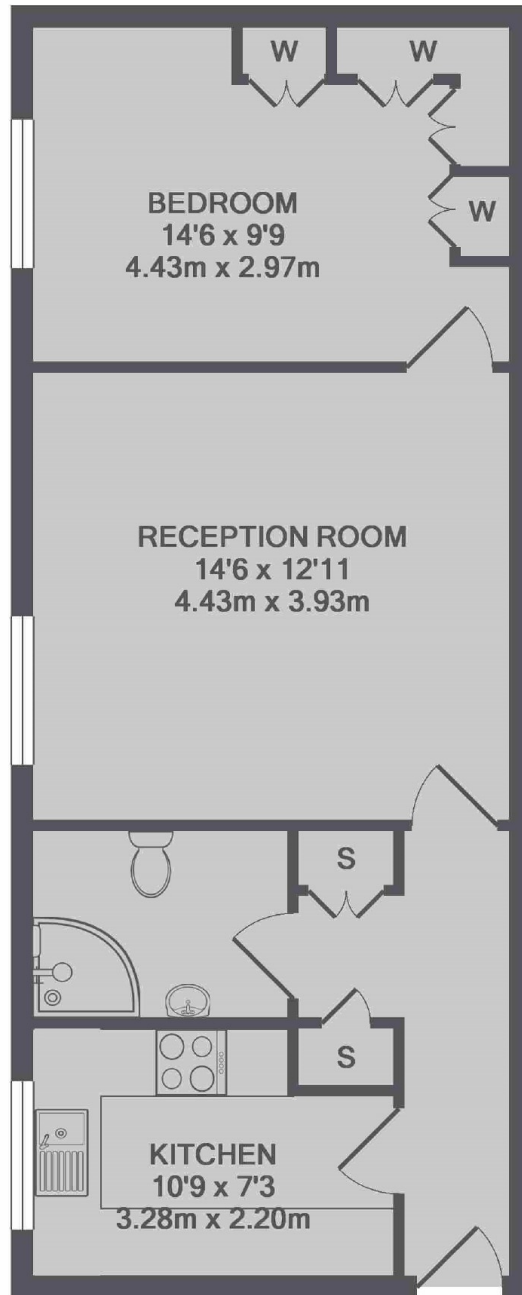 W
W
W
BEDROOM
14'6 x 9'9
4.43m x 2.97m
RECEPTION ROOM
14'6 x 12'11
4.43m x 3.93m
S
S
KITCHEN
10'9 x 7'3
3.28m x 2.20m